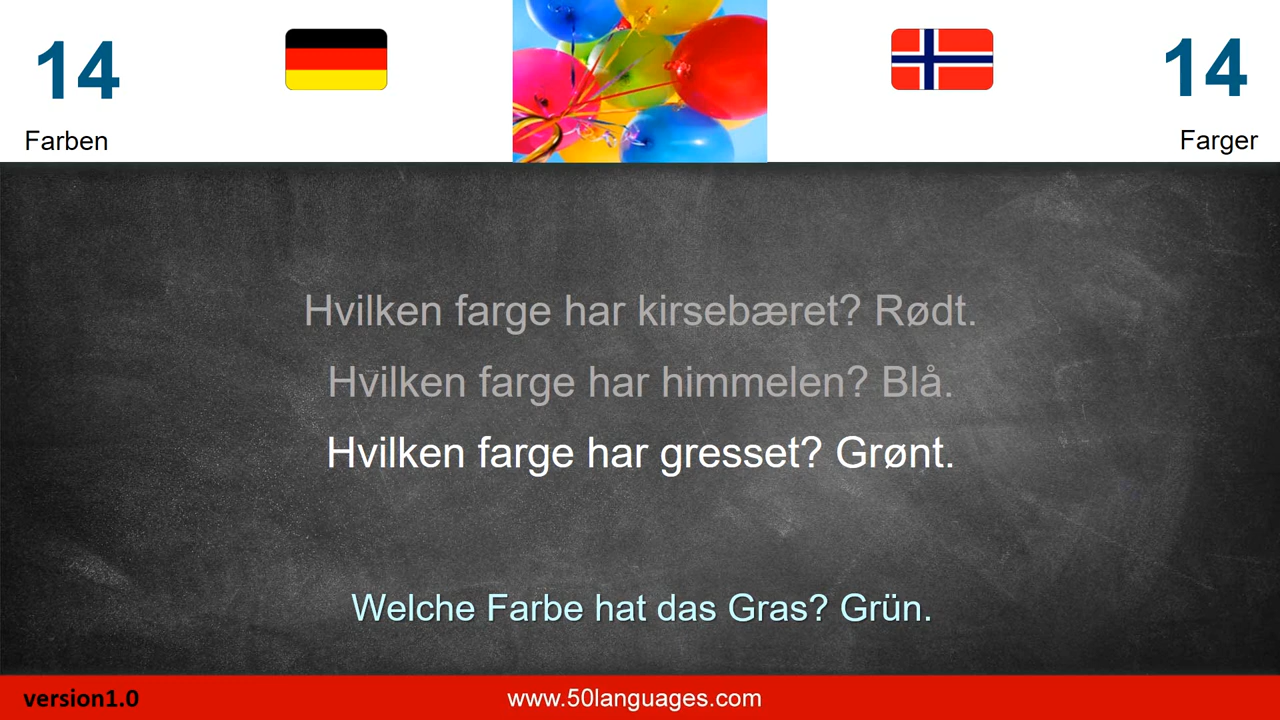 14
14
Farben
Farger
Hvilken farge har kirsebæret? Rødt.
Hvilken farge har himmelen? Blå.
Hvilken farge har gresset? Grønt.
Welche Farbe hat das Gras? Grün.
version1.0
www.50languages.com